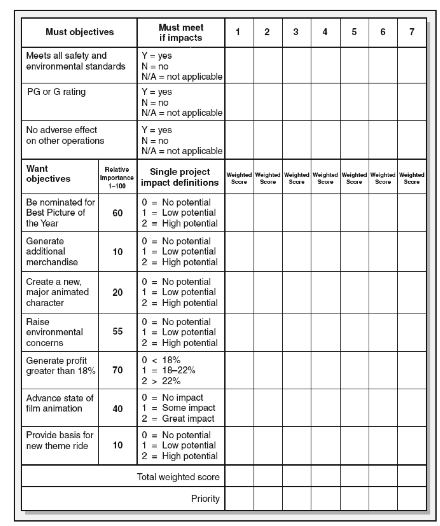 Must objectives
Must meet
if impacts
1 2 3 4 5 6 7
Meets all safety and
environmental standards
Y = yes
N = no
N/A = not applicable
PG or G rating
Y = yes
N = no
N/A = not applicable
No adverse effect
on other operations
Y = yes
N = no
N/A = not applicable
Want
objectives
Relative
Importance
1–100
Single project
impact definitions
Weighted
Score
Weighted
Score
Weighted
Score
Weighted
Score
Weighted
Score
Weighted
Score
Weighted
Score
Be nominated for
Best Picture of
the Year
60
0 = No potential
1 = Low potential
2 = High potential
Generate
additional
merchandise
10
0 = No potential
1 = Low potential
2 = High potential
Create a new,
major animated
character
20
0 = No potential
1 = Low potential
2 = High potential
Raise
environmental
concerns
55
0 = No potential
1 = Low potential
2 = High potential
Generate profit
greater than 18%
70
0 < 18%
1 = 18–22%
2 > 22%
Advance state of
film animation
40
0 = No impact
1 = Some impact
2 = Great impact
Provide basis for
new theme ride
10
0 = No potential
1 = Low potential
2 = High potential
Total weighted score
Priority